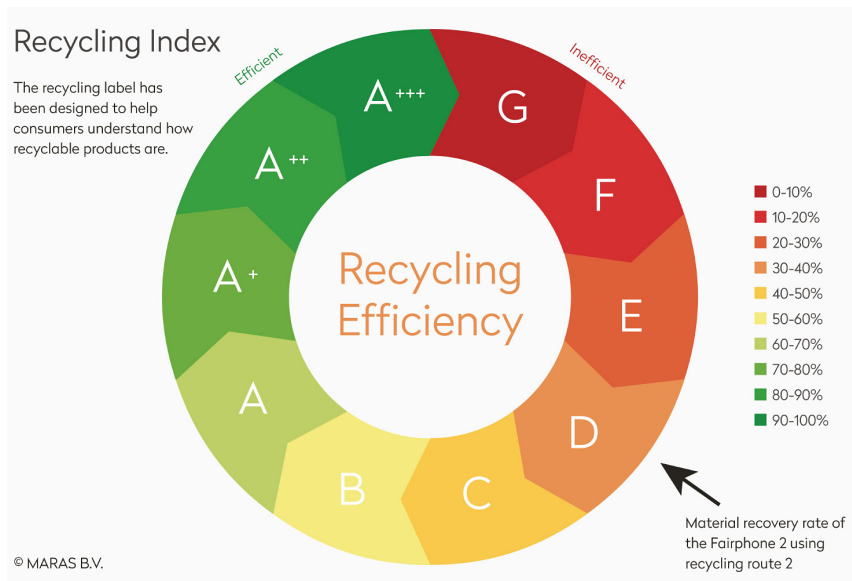 Recycling Index
The recycling label has
been designed to help
consumers understand how
recyclable products are.
Efficient
Inefficient
A+++
G
A++
F
A+
E
A
D
B
C
Recycling
Efficiency
0-10%
10-20%
20-30%
30-40%
40-50%
50-60%
60-70%
70-80%
80-90%
90-100%
Material recovery rate of
the Fairphone 2 using
recycling route 2
© MARAS B.V.